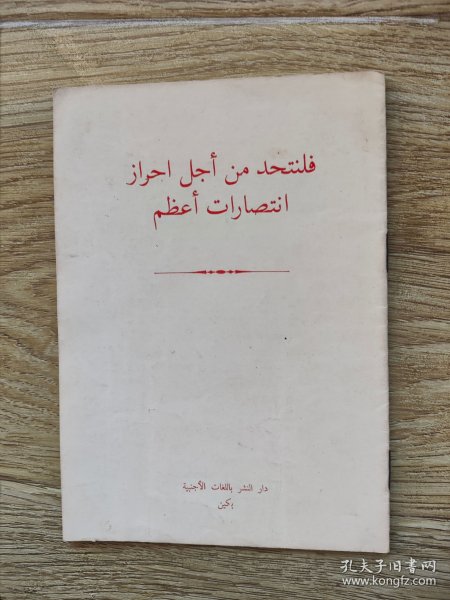 فلنتحد من أجل احراز
انتصارات أعظم
دار النشر باللغات الأجنبية
بكين
孔夫子旧书网
www.kongfz.com